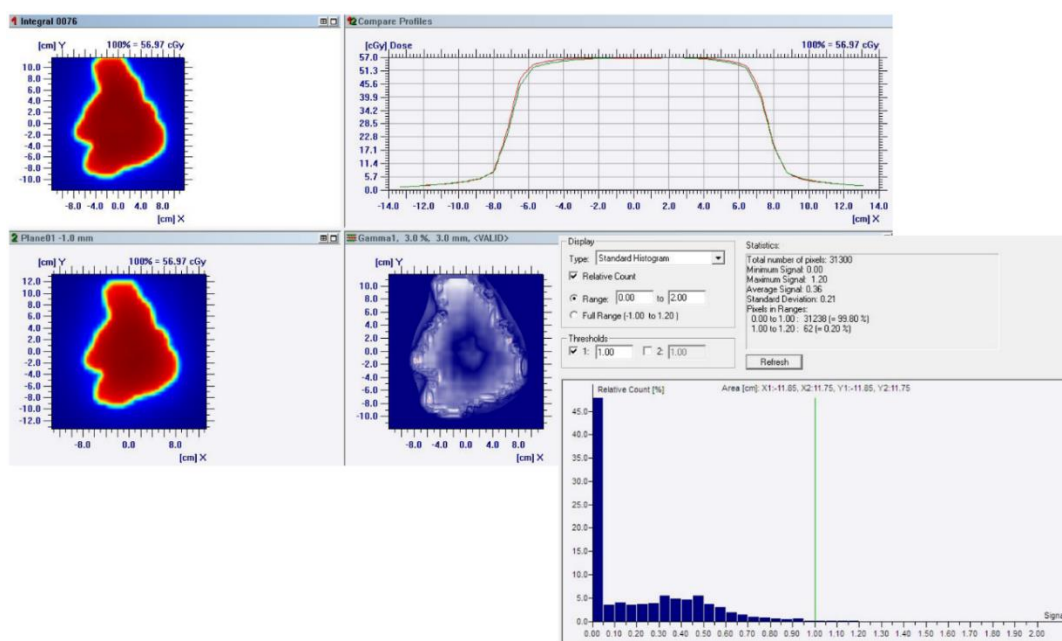 1 Integral 0076
[cm] Y 100% = 56.97 cGy
12.0
10.0
8.0
6.0
4.0
2.0
0.0
-2.0
-4.0
-6.0
-8.0
-10.0
-8.0 -4.0 0.0 4.0 8.0
[cm] X
12 Compare Profiles
[cGy] Dose 100% = 56.97 cGy
57.0
51.3
45.6
39.9
34.2
28.5
22.8
17.1
11.4
5.7
0.0
-14.0 -12.0 -10.0 -8.0 -6.0 -4.0 -2.0 0.0 2.0 4.0 6.0 8.0 10.0 12.0 14.0
[cm] X
2 Plane01 -1.0 mm
[cm] Y 100% = 56.97 cGy
12.0
10.0
8.0
6.0
4.0
2.0
0.0
-2.0
-4.0
-6.0
-8.0
-10.0
-12.0
-8.0 0.0 8.0
[cm] X
Gamma1, 3.0 %, 3.0 mm, <VALID>
[cm] Y
12.0
10.0
8.0
6.0
4.0
2.0
0.0
-2.0
-4.0
-6.0
-8.0
-10.0
-8.0 0.0 8.0
[cm] X
Display
Type: Standard Histogram
Relative Count
Range: 0.00 to 2.00
Full Range (-1.00 to 1.20 )
Thresholds
1: 1.00 2: 1.00
Statistics:
Total number of pixels: 31300
Minimum Signal: 0.00
Maximum Signal: 1.20
Average Signal: 0.36
Standard Deviation: 0.21
Pixels in Ranges:
0.00 to 1.00 : 31238 (= 99.80 %)
1.00 to 1.20 : 62 (= 0.20 %)
Refresh
Relative Count [%] Area [cm]: X1:-11.85, X2:11.75, Y1:-11.85, Y2:11.75
45.0
40.0
35.0
30.0
25.0
20.0
15.0
10.0
5.0
0.0
Signa
0.00 0.10 0.20 0.30 0.40 0.50 0.60 0.70 0.80 0.90 1.00 1.10 1.20 1.30 1.40 1.50 1.60 1.70 1.80 1.90 2.0